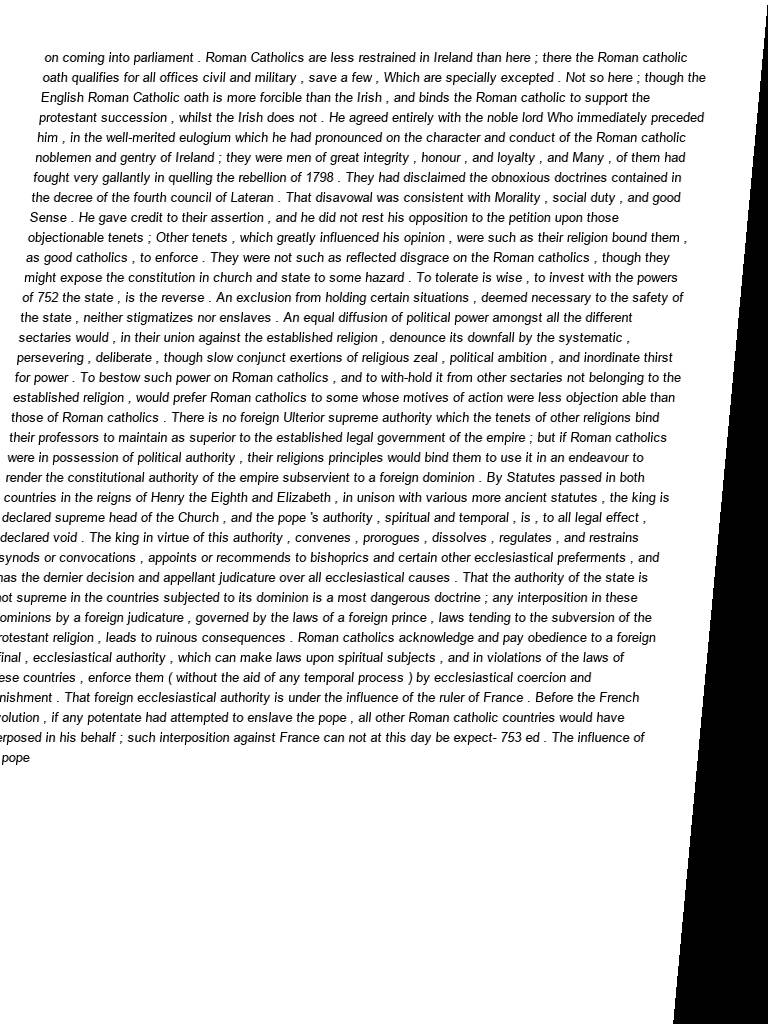 on coming into parliament . Roman Catholics are less restrained in Ireland than here ; there the Roman catholic
oath qualifies for all offices civil and military , save a few , Which are specially excepted . Not so here ; though the
English Roman Catholic oath is more forcible than the Irish , and binds the Roman catholic to support the
protestant succession , whilst the Irish does not . He agreed entirely with the noble lord Who immediately preceded
him , in the well-merited eulogium which he had pronounced on the character and conduct of the Roman catholic
noblemen and gentry of Ireland ; they were men of great integrity , honour , and loyalty , and Many , of them had
fought very gallantly in quelling the rebellion of 1798 . They had disclaimed the obnoxious doctrines contained in
the decree of the fourth council of Lateran . That disavowal was consistent with Morality , social duty , and good
Sense . He gave credit to their assertion , and he did not rest his opposition to the petition upon those
objectionable tenets ; Other tenets , which greatly influenced his opinion , were such as their religion bound them ,
as good catholics , to enforce . They were not such as reflected disgrace on the Roman catholics , though they
might expose the constitution in church and state to some hazard . To tolerate is wise , to invest with the powers
of 752 the state , is the reverse . An exclusion from holding certain situations , deemed necessary to the safety of
the state , neither stigmatizes nor enslaves . An equal diffusion of political power amongst all the different
sectaries would , in their union against the established religion , denounce its downfall by the systematic ,
persevering , deliberate , though slow conjunct exertions of religious zeal , political ambition , and inordinate thirst
for power . To bestow such power on Roman catholics , and to with-hold it from other sectaries not belonging to the
established religion , would prefer Roman catholics to some whose motives of action were less objection able than
those of Roman catholics . There is no foreign Ulterior supreme authority which the tenets of other religions bind
their professors to maintain as superior to the established legal government of the empire ; but if Roman catholics
were in possession of political authority , their religions principles would bind them to use it in an endeavour to
render the constitutional authority of the empire subservient to a foreign dominion . By Statutes passed in both
countries in the reigns of Henry the Eighth and Elizabeth , in unison with various more ancient statutes , the king is
declared supreme head of the Church , and the pope 's authority , spiritual and temporal , is , to all legal effect ,
declared void . The king in virtue of this authority , convenes , prorogues , dissolves , regulates , and restrains
synods or convocations , appoints or recommends to bishoprics and certain other ecclesiastical preferments , and
has the dernier decision and appellant judicature over all ecclesiastical causes . That the authority of the state is
not supreme in the countries subjected to its dominion is a most dangerous doctrine ; any interposition in these
ominions by a foreign judicature , governed by the laws of a foreign prince , laws tending to the subversion of the
rotestant religion , leads to ruinous consequences . Roman catholics acknowledge and pay obedience to a foreign
final , ecclesiastical authority , which can make laws upon spiritual subjects , and in violations of the laws of
ese countries , enforce them ( without the aid of any temporal process ) by ecclesiastical coercion and
nishment . That foreign ecclesiastical authority is under the influence of the ruler of France . Before the French
volution , if any potentate had attempted to enslave the pope , all other Roman catholic countries would have
erposed in his behalf ; such interposition against France can not at this day be expect- 753 ed . The influence of
pope